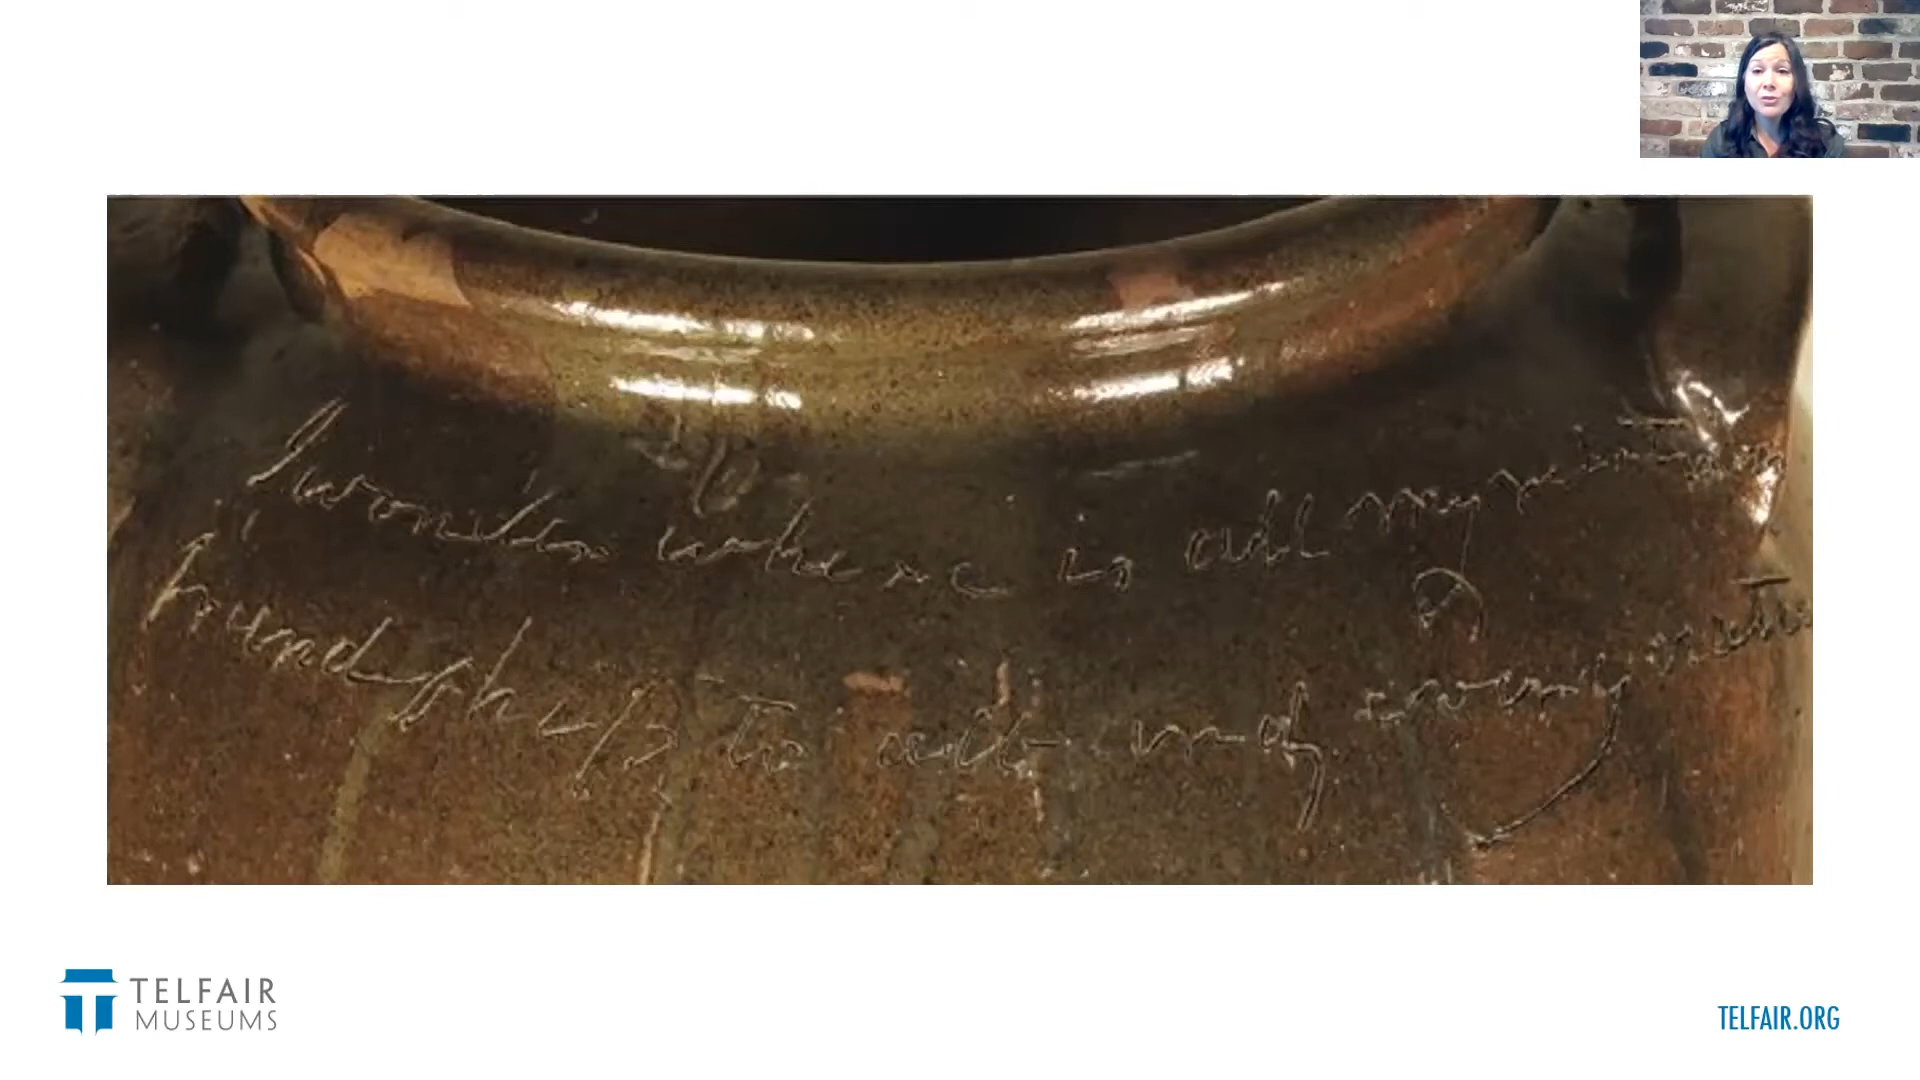 I wonder where is all my relation
friendship to all— and, every nation
TELFAIR
MUSEUMS
TELFAIR.ORG